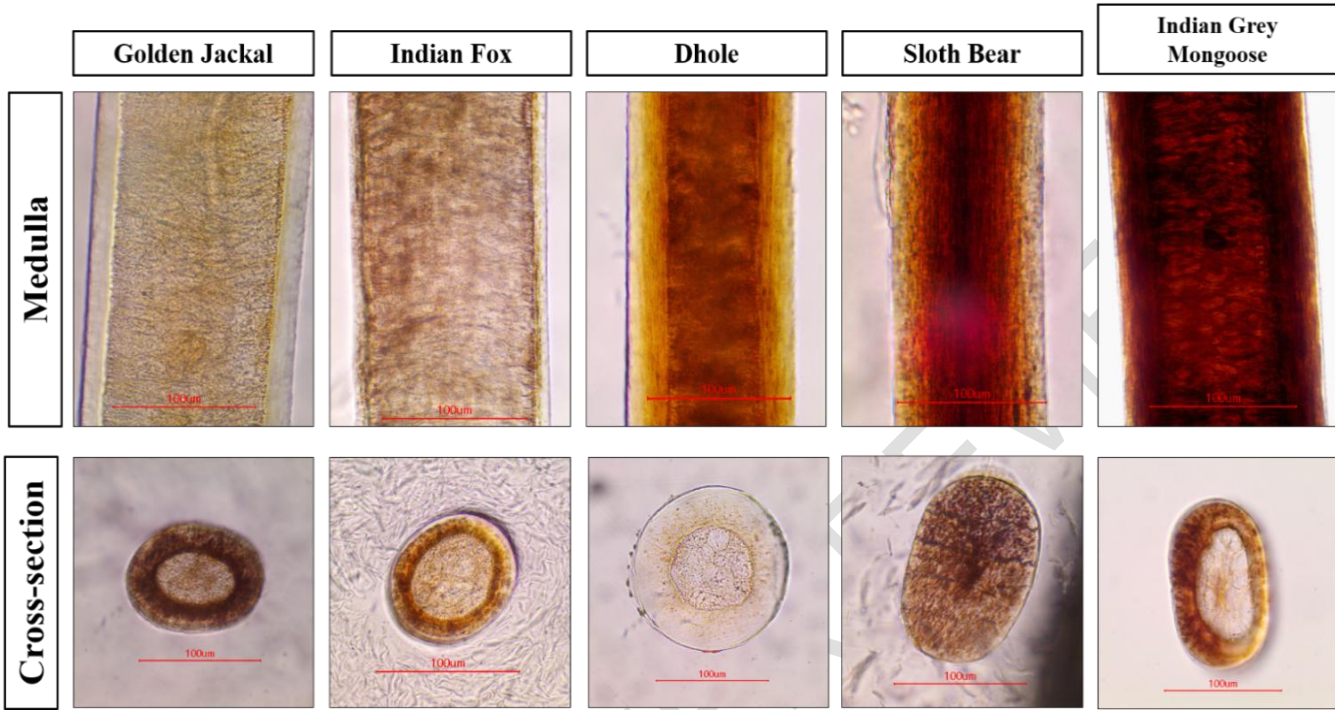 Golden Jackal
Indian Fox
Dhole
Sloth Bear
Indian Grey
Mongoose
Medulla
100um
100um
100um
100um
100um
Cross-section
100um
100um
100um
100um
100um